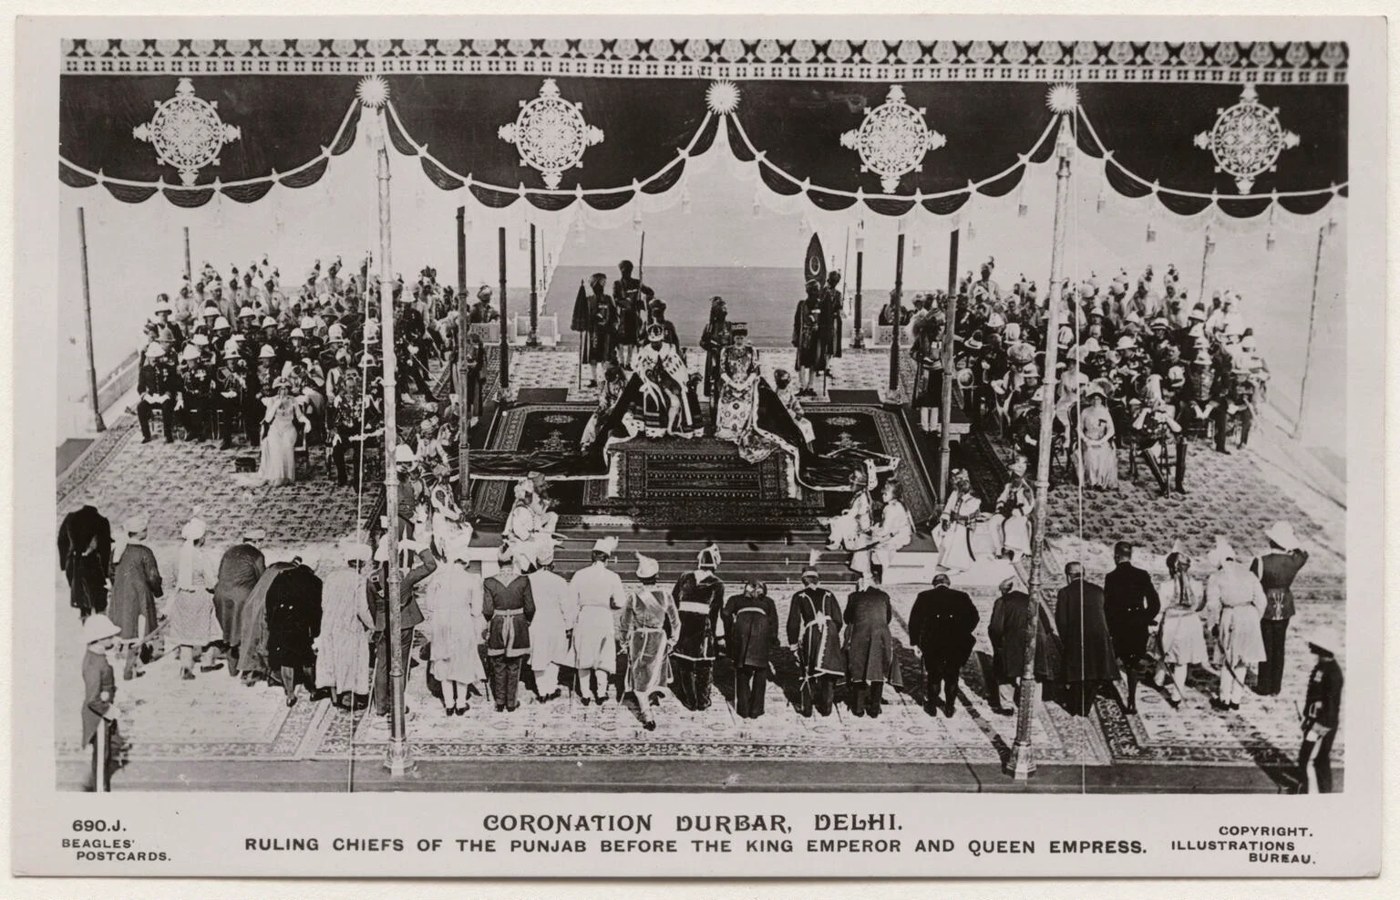 CORONATION DURBAR, DELHI.
RULING CHIEFS OF THE PUNJAB BEFORE THE KING EMPEROR AND QUEEN EMPRESS.
690.J.
BEAGLES'
POSTCARDS.
COPYRIGHT.
ILLUSTRATIONS
BUREAU.